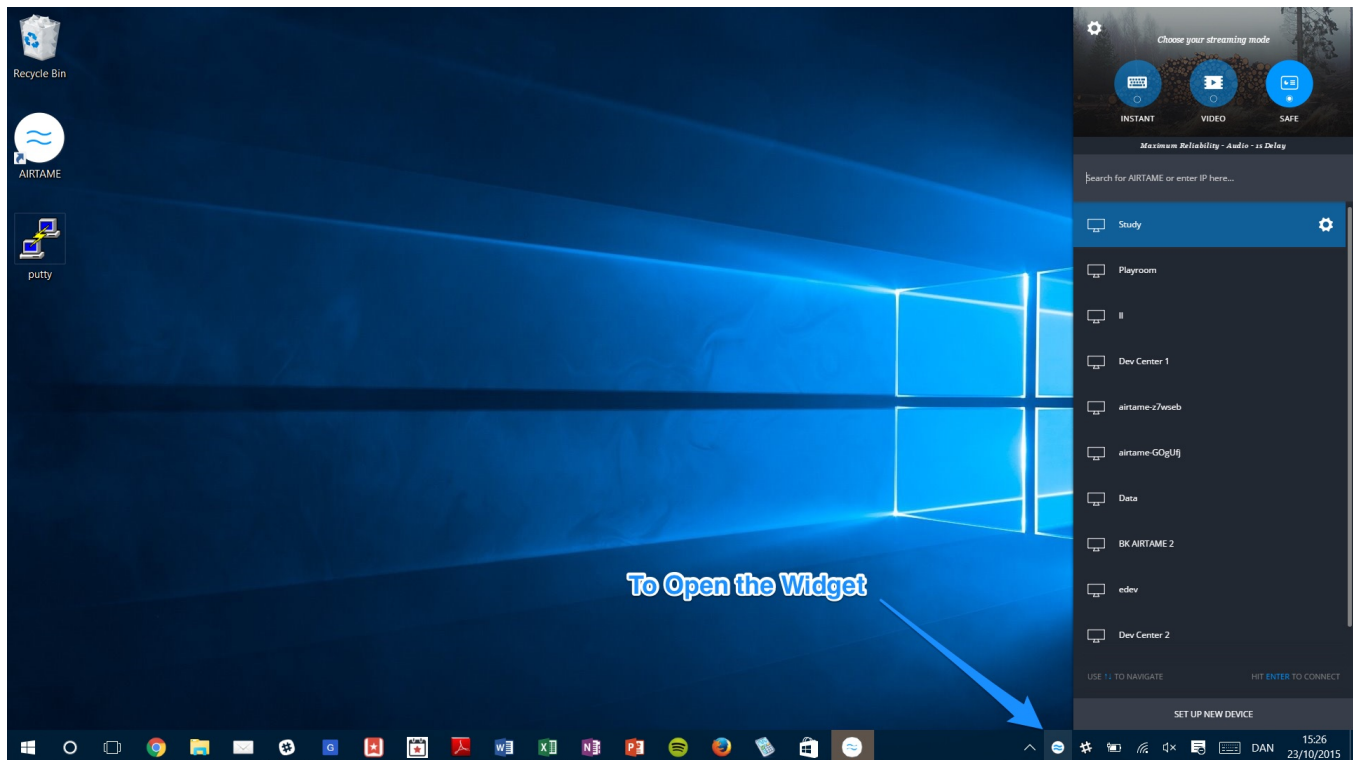 Recycle Bin
AIRTAME
putty
To Open the Widget
Choose your streaming mode
INSTANT VIDEO SAFE
Maximum Reliability - Audio - 1s Delay
Search for AIRTAME or enter IP here...
Study
Playroom
II
Dev Center 1
airtame-z7wseb
airtame-GOgUfj
Data
BK AIRTAME 2
edev
Dev Center 2
USE ↑↓ TO NAVIGATE HIT ENTER TO CONNECT
SET UP NEW DEVICE
DAN
15:26
23/10/2015